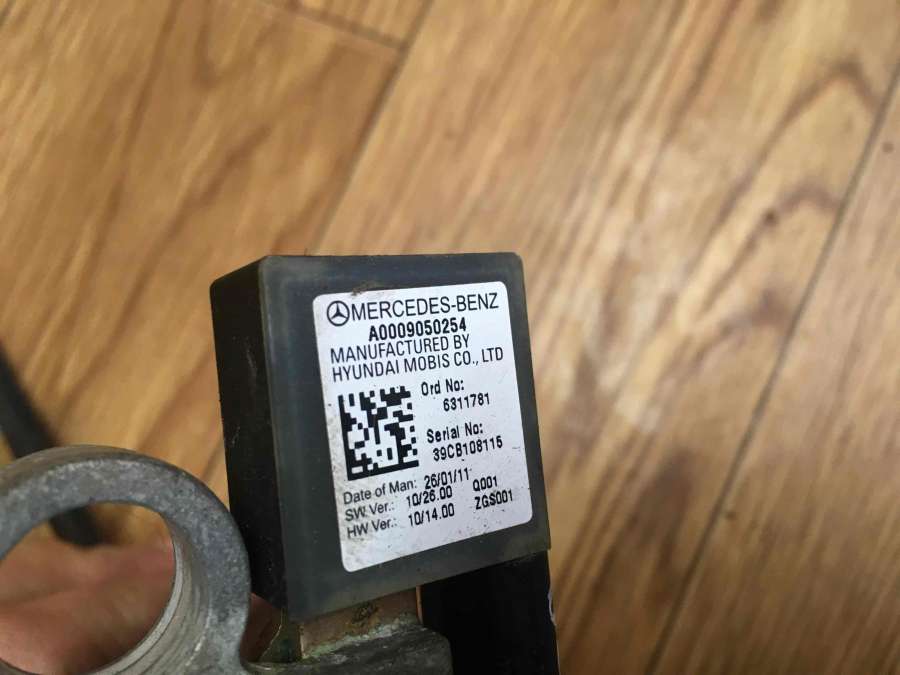 MERCEDES-BENZ
A0009050254
MANUFACTURED BY
HYUNDAI MOBIS CO., LTD
Ord No:
6311781
Serial No:
39CB108115
Date of Man: 26/01/11
SW Ver.: 10/26.00 Q001
HW Ver.: 10/14.00 ZGS001